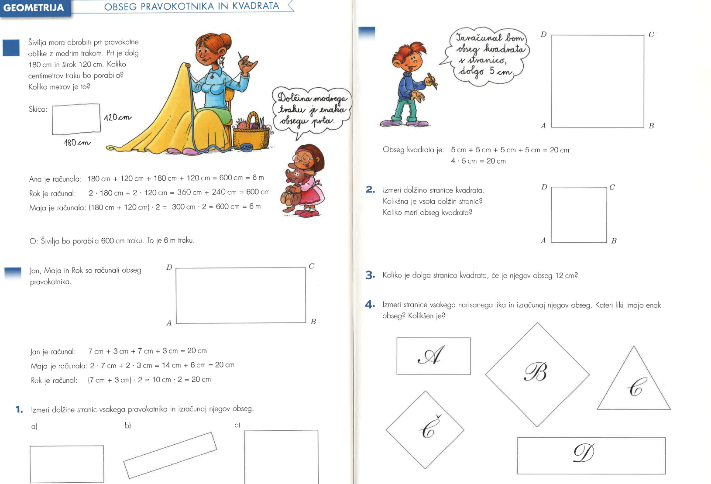 GEOMETRIJA
OBSEG PRAVOKOTNIKA IN KVADRATA
Šivilja mora obrobiti prt pravokotne
oblike z modrim trakom. Prt je dolg
180 cm in širok 120 cm. Koliko
centimetrov traku bo porabila?
Koliko metrov je to?
Skica:
120 cm
180 cm
Dolžina modrega
traku je enaka
obsegu prta.
Ana je računala: 180 cm + 120 cm + 180 cm + 120 cm = 600 cm = 6 m
Rok je računal: 2 · 180 cm + 2 · 120 cm = 360 cm + 240 cm = 600 cm
Maja je računala: (180 cm + 120 cm) · 2 = 300 cm · 2 = 600 cm = 6 m
O: Šivilja bo porabila 600 cm traku. To je 6 m traku.
Jan, Maja in Rok so računali obseg
pravokotnika.
D C
A B
Jan je računal: 7 cm + 3 cm + 7 cm + 3 cm = 20 cm
Maja je računala: 2 · 7 cm + 2 · 3 cm = 14 cm + 6 cm = 20 cm
Rok je računal: (7 cm + 3 cm) · 2 = 10 cm · 2 = 20 cm
1. Izmeri dolžine stranic vsakega pravokotnika in izračunaj njegov obseg.
a) b) c)
Izračunal bom
obseg kvadrata
s stranico,
dolgo 5 cm.
D C
A B
Obseg kvadrata je: 5 cm + 5 cm + 5 cm + 5 cm = 20 cm
4 · 5 cm = 20 cm
2. Izmeri dolžino stranice kvadrata.
Kolikšna je vsota dolžin stranic?
Koliko meri obseg kvadrata?
D C
A B
3. Koliko je dolga stranica kvadrata, če je njegov obseg 12 cm?
4. Izmeri stranice vsakega narisanega lika in izračunaj njegov obseg. Kateri liki imajo enak
obseg? Kolikšen je?
A
B
C
Č
D